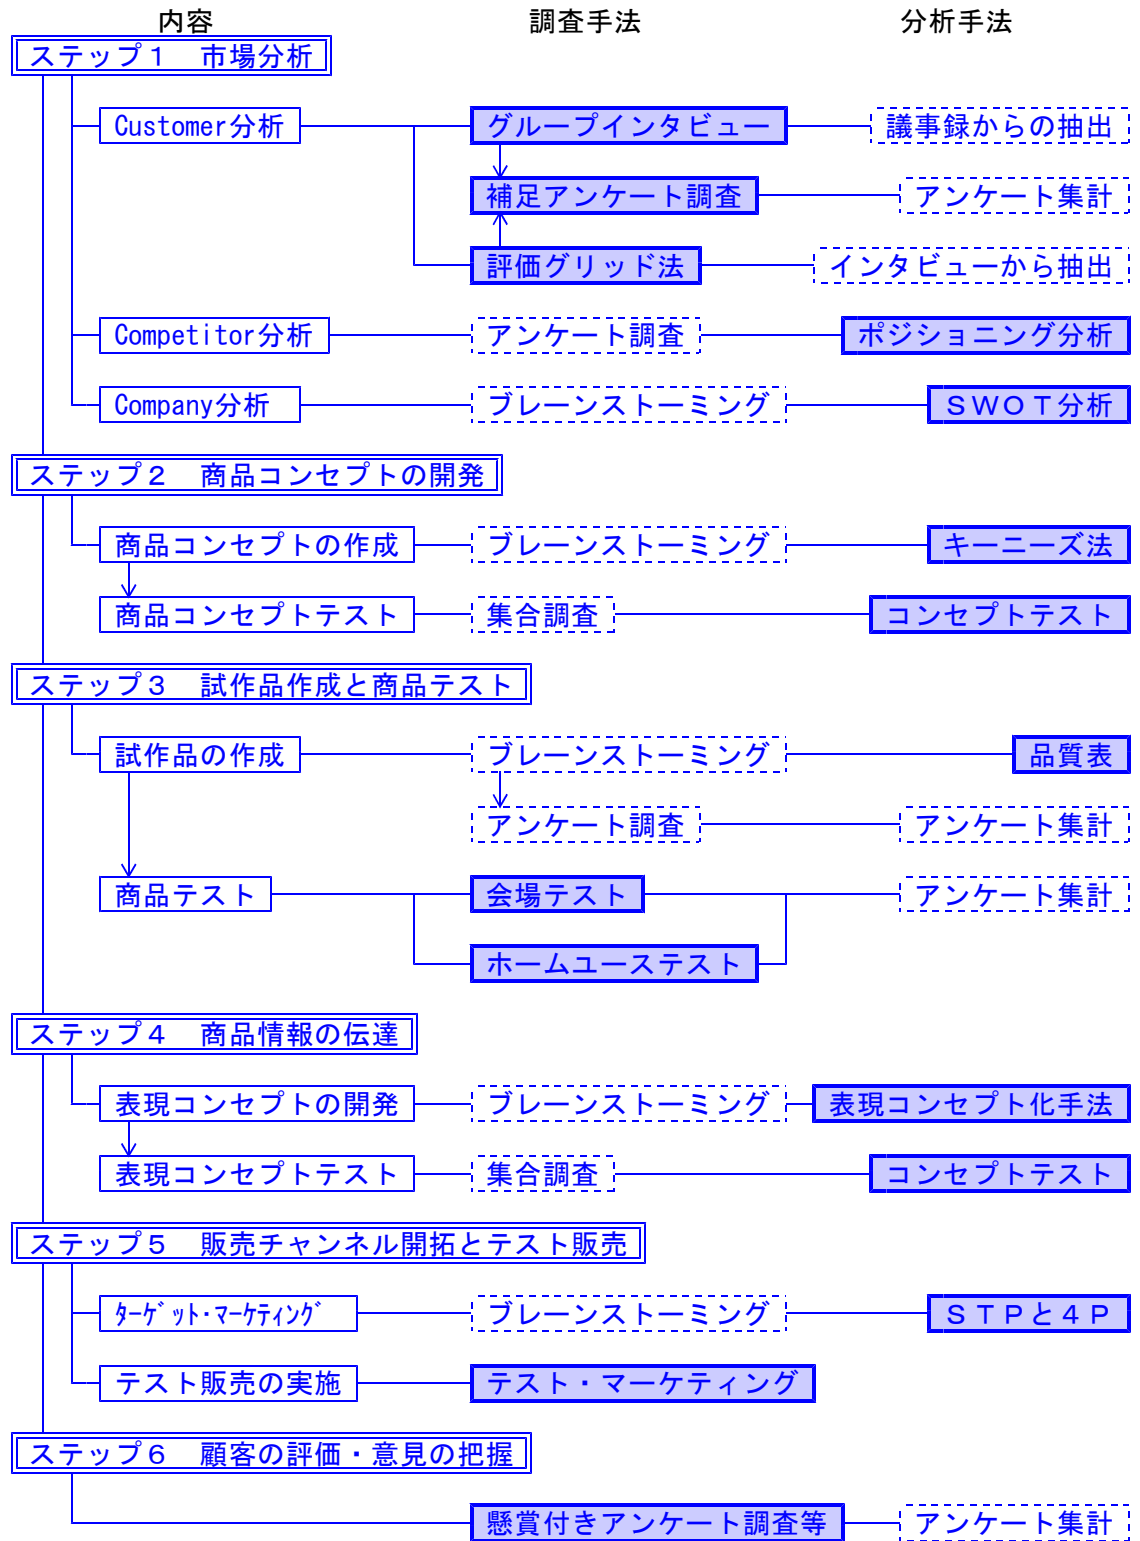 内容 調査手法 分析手法
ステップ１ 市場分析
Customer分析 グループインタビュー 議事録からの抽出
補足アンケート調査 アンケート集計
評価グリッド法 インタビューから抽出
Competitor分析 アンケート調査 ポジショニング分析
Company分析 ブレーンストーミング ＳＷＯＴ分析
ステップ２ 商品コンセプトの開発
商品コンセプトの作成 ブレーンストーミング キーニーズ法
商品コンセプトテスト 集合調査 コンセプトテスト
ステップ３ 試作品作成と商品テスト
試作品の作成 ブレーンストーミング 品質表
アンケート調査 アンケート集計
商品テスト 会場テスト アンケート集計
ホームユーステスト
ステップ４ 商品情報の伝達
表現コンセプトの開発 ブレーンストーミング 表現コンセプト化手法
表現コンセプトテスト 集合調査 コンセプトテスト
ステップ５ 販売チャンネル開拓とテスト販売
ﾀｰｹﾞｯﾄ･ﾏｰｹﾃｨﾝｸﾞ ブレーンストーミング ＳＴＰと４Ｐ
テスト販売の実施 テスト・マーケティング
ステップ６ 顧客の評価・意見の把握
懸賞付きアンケート調査等 アンケート集計